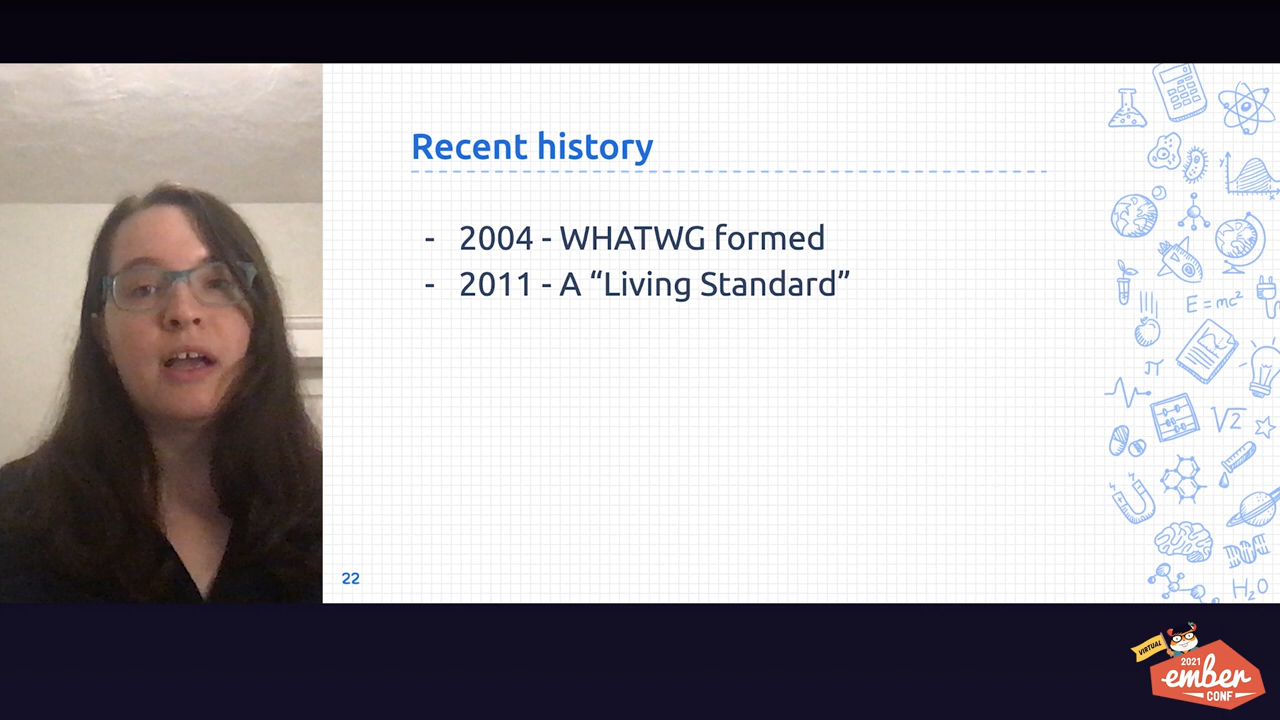 Recent history
- 2004 - WHATWG formed
- 2011 - A “Living Standard”
22
E=mc²
π
√2
H₂O
y
x
VIRTUAL
2021
ember
CONF